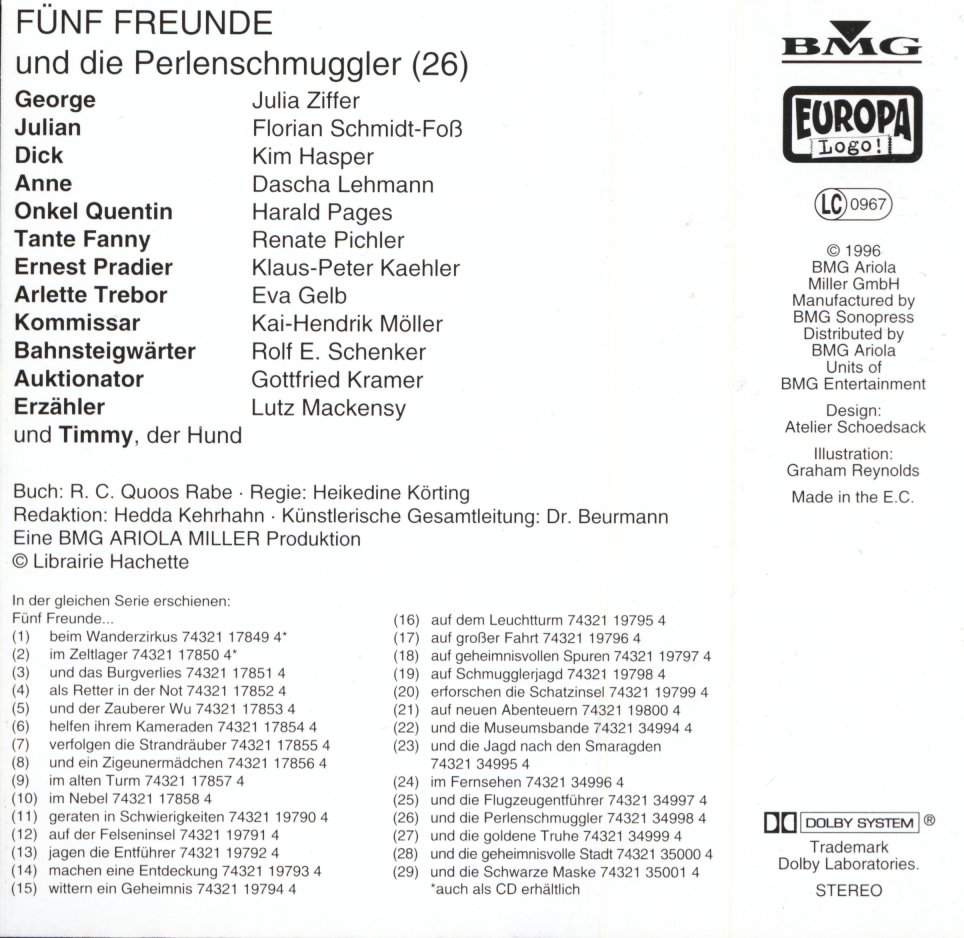 FÜNF FREUNDE
und die Perlenschmuggler (26)
George Julia Ziffer
Julian Florian Schmidt-Foß
Dick Kim Hasper
Anne Dascha Lehmann
Onkel Quentin Harald Pages
Tante Fanny Renate Pichler
Ernest Pradier Klaus-Peter Kaehler
Arlette Trebor Eva Gelb
Kommissar Kai-Hendrik Möller
Bahnsteigwärter Rolf E. Schenker
Auktionator Gottfried Kramer
Erzähler Lutz Mackensy
und Timmy, der Hund
Buch: R. C. Quoos Rabe · Regie: Heikedine Körting
Redaktion: Hedda Kehrhahn · Künstlerische Gesamtleitung: Dr. Beurmann
Eine BMG ARIOLA MILLER Produktion
© Librairie Hachette
In der gleichen Serie erschienen:
Fünf Freunde...
(1) beim Wanderzirkus 74321 17849 4*
(2) im Zeltlager 74321 17850 4*
(3) und das Burgverlies 74321 17851 4
(4) als Retter in der Not 74321 17852 4
(5) und der Zauberer Wu 74321 17853 4
(6) helfen ihrem Kameraden 74321 17854 4
(7) verfolgen die Strandräuber 74321 17855 4
(8) und ein Zigeunermädchen 74321 17856 4
(9) im alten Turm 74321 17857 4
(10) im Nebel 74321 17858 4
(11) geraten in Schwierigkeiten 74321 19790 4
(12) auf der Felseninsel 74321 19791 4
(13) jagen die Entführer 74321 19792 4
(14) machen eine Entdeckung 74321 19793 4
(15) wittern ein Geheimnis 74321 19794 4
(16) auf dem Leuchtturm 74321 19795 4
(17) auf großer Fahrt 74321 19796 4
(18) auf geheimnisvollen Spuren 74321 19797 4
(19) auf Schmugglerjagd 74321 19798 4
(20) erforschen die Schatzinsel 74321 19799 4
(21) auf neuen Abenteuern 74321 19800 4
(22) und die Museumsbande 74321 34994 4
(23) und die Jagd nach den Smaragden
74321 34995 4
(24) im Fernsehen 74321 34996 4
(25) und die Flugzeugentführer 74321 34997 4
(26) und die Perlenschmuggler 74321 34998 4
(27) und die goldene Truhe 74321 34999 4
(28) und die geheimnisvolle Stadt 74321 35000 4
(29) und die Schwarze Maske 74321 35001 4
*auch als CD erhältlich
BMG
EUROPA
Logo!
LC 0967
© 1996
BMG Ariola
Miller GmbH
Manufactured by
BMG Sonopress
Distributed by
BMG Ariola
Units of
BMG Entertainment
Design:
Atelier Schoedsack
Illustration:
Graham Reynolds
Made in the E.C.
DOLBY SYSTEM ®
Trademark
Dolby Laboratories.
STEREO